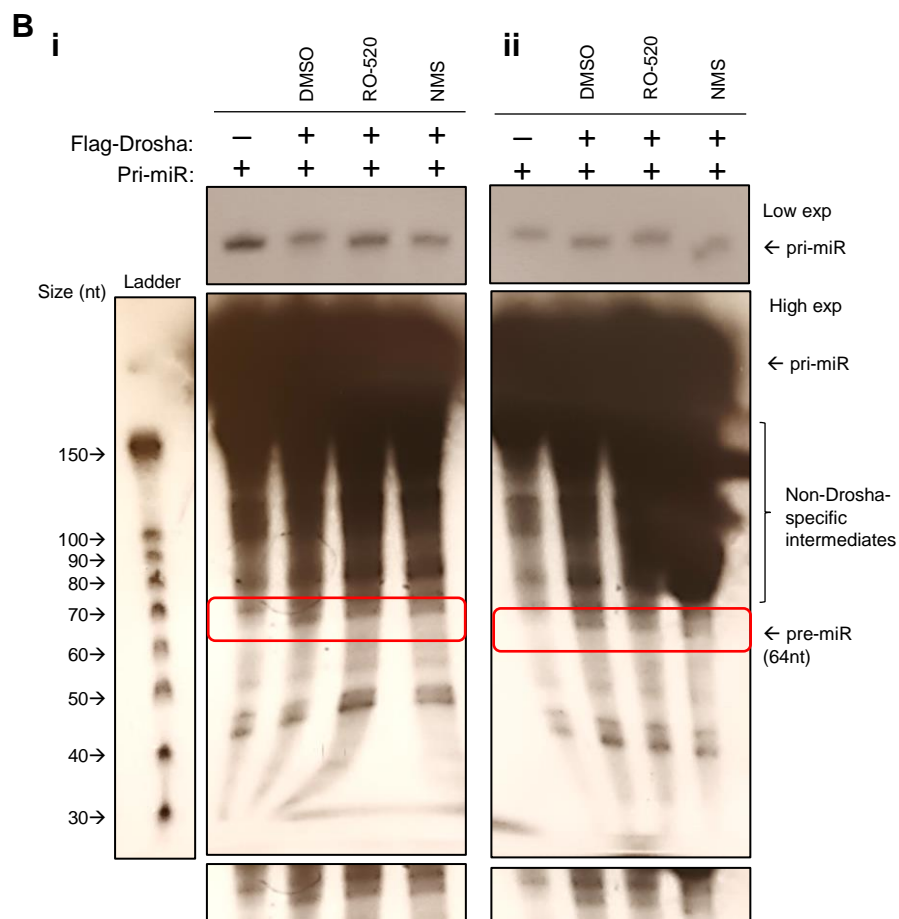 B
i
ii
DMSO
RO-520
NMS
DMSO
RO-520
NMS
Flag-Drosha: − + + + − + + +
Pri-miR: + + + + + + + +
Low exp
← pri-miR
Size (nt)
Ladder
High exp
← pri-miR
150→
100→
90→
80→
70→
60→
50→
40→
30→
Non-Drosha-
specific
intermediates
← pre-miR
(64nt)